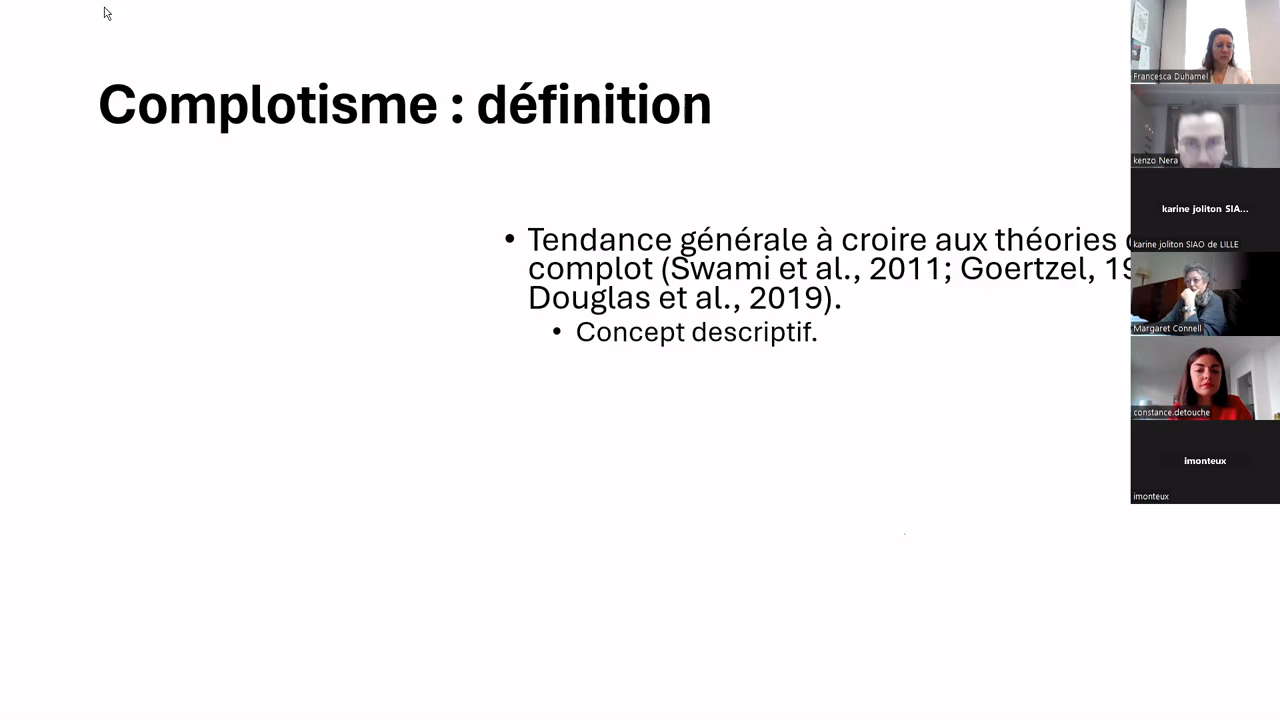 Complotisme : définition
• Tendance générale à croire aux théories
complot (Swami et al., 2011; Goertzel, 19
Douglas et al., 2019).
• Concept descriptif.
Francesca Duhamel
kenzo Nera
karine joliton SIA...
karine joliton SIAO de LILLE
Margaret Connell
constance.detouche
imonteux
imonteux